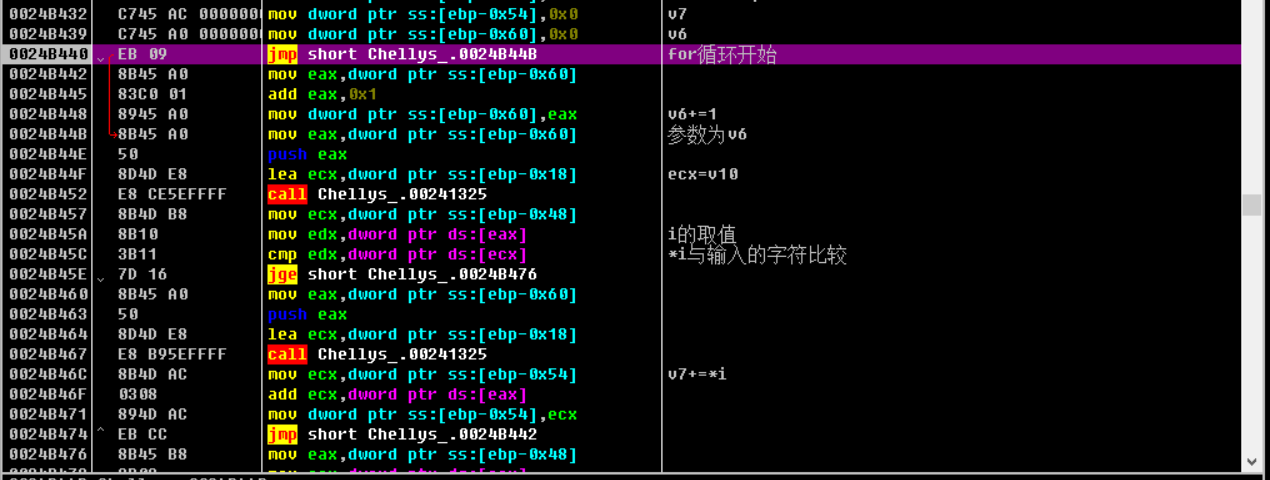 0024B432 C745 AC 0000000 mov dword ptr ss:[ebp-0x54],0x0 v7
0024B439 C745 A0 0000000 mov dword ptr ss:[ebp-0x60],0x0 v6
0024B440 EB 09 jmp short Chellys_.0024B44B for循环开始
0024B442 8B45 A0 mov eax,dword ptr ss:[ebp-0x60]
0024B445 83C0 01 add eax,0x1
0024B448 8945 A0 mov dword ptr ss:[ebp-0x60],eax v6+=1
0024B44B 8B45 A0 mov eax,dword ptr ss:[ebp-0x60] 参数为v6
0024B44E 50 push eax
0024B44F 8D4D E8 lea ecx,dword ptr ss:[ebp-0x18] ecx=v10
0024B452 E8 CE5EFFFF call Chellys_.00241325
0024B457 8B4D B8 mov ecx,dword ptr ss:[ebp-0x48]
0024B45A 8B10 mov edx,dword ptr ds:[eax] i的取值
0024B45C 3B11 cmp edx,dword ptr ds:[ecx] *i与输入的字符比较
0024B45E 7D 16 jge short Chellys_.0024B476
0024B460 8B45 A0 mov eax,dword ptr ss:[ebp-0x60]
0024B463 50 push eax
0024B464 8D4D E8 lea ecx,dword ptr ss:[ebp-0x18]
0024B467 E8 B95EFFFF call Chellys_.00241325
0024B46C 8B4D AC mov ecx,dword ptr ss:[ebp-0x54] v7+=*i
0024B46F 0308 add ecx,dword ptr ds:[eax]
0024B471 894D AC mov dword ptr ss:[ebp-0x54],ecx
0024B474 EB CC jmp short Chellys_.0024B442
0024B476 8B45 B8 mov eax,dword ptr ss:[ebp-0x48]